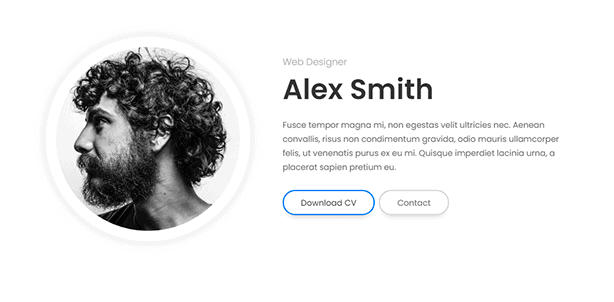 Web Designer
Alex Smith
Fusce tempor magna mi, non egestas velit ultricies nec. Aenean
convallis, risus non condimentum gravida, odio mauris ullamcorper
felis, ut venenatis purus ex eu mi. Quisque imperdiet lacinia urna, a
placerat sapien pretium eu.
Download CV
Contact